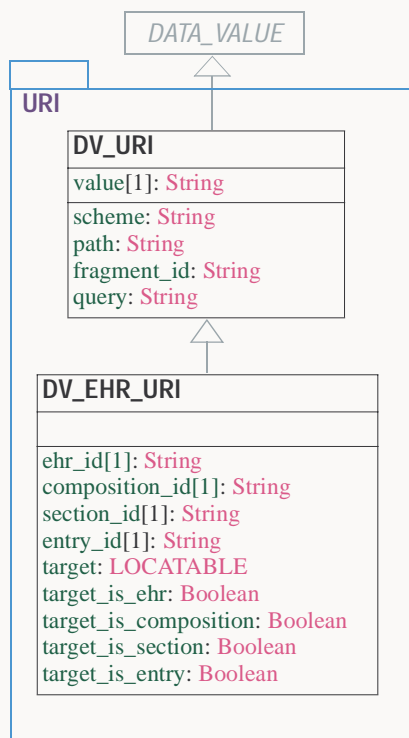 DATA_VALUE
URI
DV_URI
value[1]: String
scheme: String
path: String
fragment_id: String
query: String
DV_EHR_URI
ehr_id[1]: String
composition_id[1]: String
section_id[1]: String
entry_id[1]: String
target: LOCATABLE
target_is_ehr: Boolean
target_is_composition: Boolean
target_is_section: Boolean
target_is_entry: Boolean